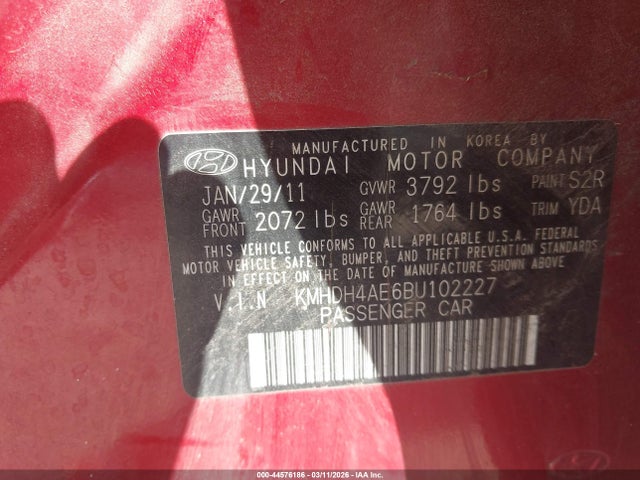 MANUFACTURED IN KOREA BY
HYUNDAI MOTOR COMPANY
JAN/29/11 GVWR 3792 lbs PAINT S2R
GAWR FRONT 2072 lbs GAWR REAR 1764 lbs TRIM YDA
THIS VEHICLE CONFORMS TO ALL APPLICABLE U.S.A. FEDERAL
MOTOR VEHICLE SAFETY, BUMPER, AND THEFT PREVENTION STANDARDS
IN EFFECT ON THE DATE OF MANUFACTURE SHOWN ABOVE.
V.I.N KMHDH4AE6BU102227
PASSENGER CAR
000-44576186 - 03/11/2026 - IAA Inc.